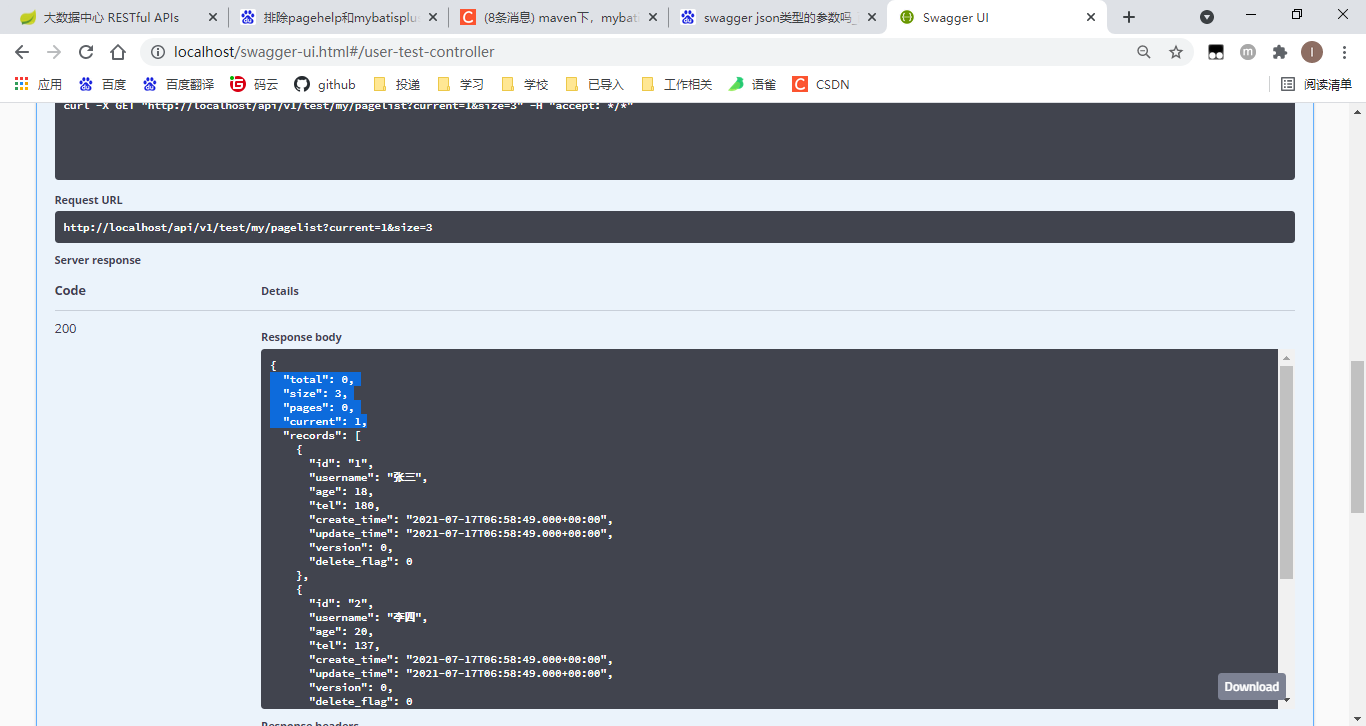 大数据中心 RESTful APIs
排除pagehelp和mybatisplu
(8条消息) maven下，mybat
swagger json类型的参数吗_
Swagger UI
localhost/swagger-ui.html#/user-test-controller
应用 百度 百度翻译 码云 github 投递 学习 学校 已导入 工作相关 语雀 CSDN 阅读清单
curl -X GET "http://localhost/api/v1/test/my/pagelist?current=1&size=3" -H "accept: */*"
Request URL
http://localhost/api/v1/test/my/pagelist?current=1&size=3
Server response
Code Details
200
Response body
{
"total": 0,
"size": 3,
"pages": 0,
"current": 1,
"records": [
{
"id": "1",
"username": "张三",
"age": 18,
"tel": 180,
"create_time": "2021-07-17T06:58:49.000+00:00",
"update_time": "2021-07-17T06:58:49.000+00:00",
"version": 0,
"delete_flag": 0
},
{
"id": "2",
"username": "李四",
"age": 20,
"tel": 137,
"create_time": "2021-07-17T06:58:49.000+00:00",
"update_time": "2021-07-17T06:58:49.000+00:00",
"version": 0,
"delete_flag": 0
Download
Response headers